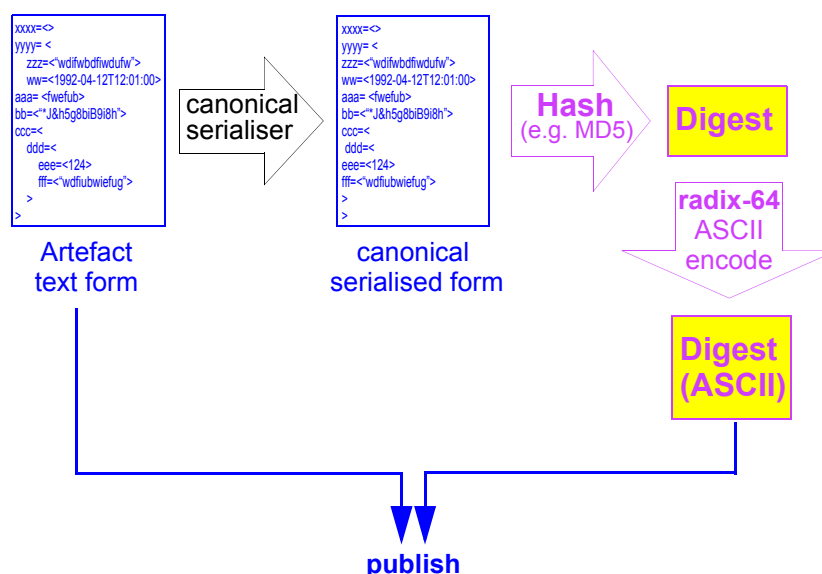 xxxx=<>
yyyy= <
zzz=<“wdifwbdfiwdufw”>
ww=<1992-04-12T12:01:00>
aaa= <fwefub>
bb=<“*J&h5g8biB9i8h”>
ccc=<
ddd=<
eee=<124>
fff=<“wdfiubwiefug”>
>
>
Artefact
text form
canonical
serialiser
xxxx=<>
yyyy= <
zzz=<“wdifwbdfiwdufw”>
ww=<1992-04-12T12:01:00>
aaa= <fwefub>
bb=<“*J&h5g8biB9i8h”>
ccc=<
ddd=<
eee=<124>
fff=<“wdfiubwiefug”>
>
>
canonical
serialised form
Hash
(e.g. MD5)
Digest
radix-64
ASCII
encode
Digest
(ASCII)
publish